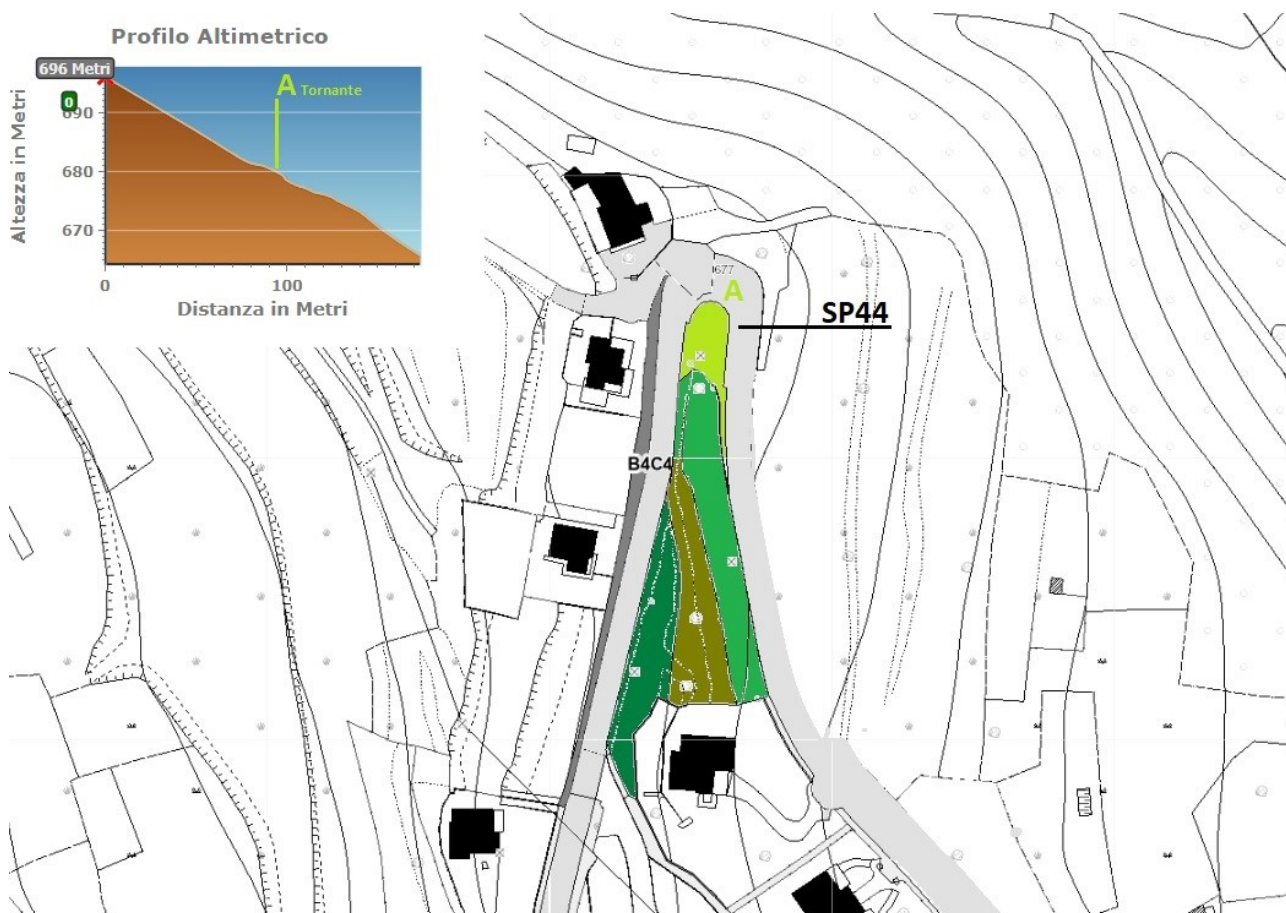 Profilo Altimetrico
696 Metri
0
A Tornante
690
680
670
Altezza in Metri
0
100
Distanza in Metri
677
A
SP44
B4C4